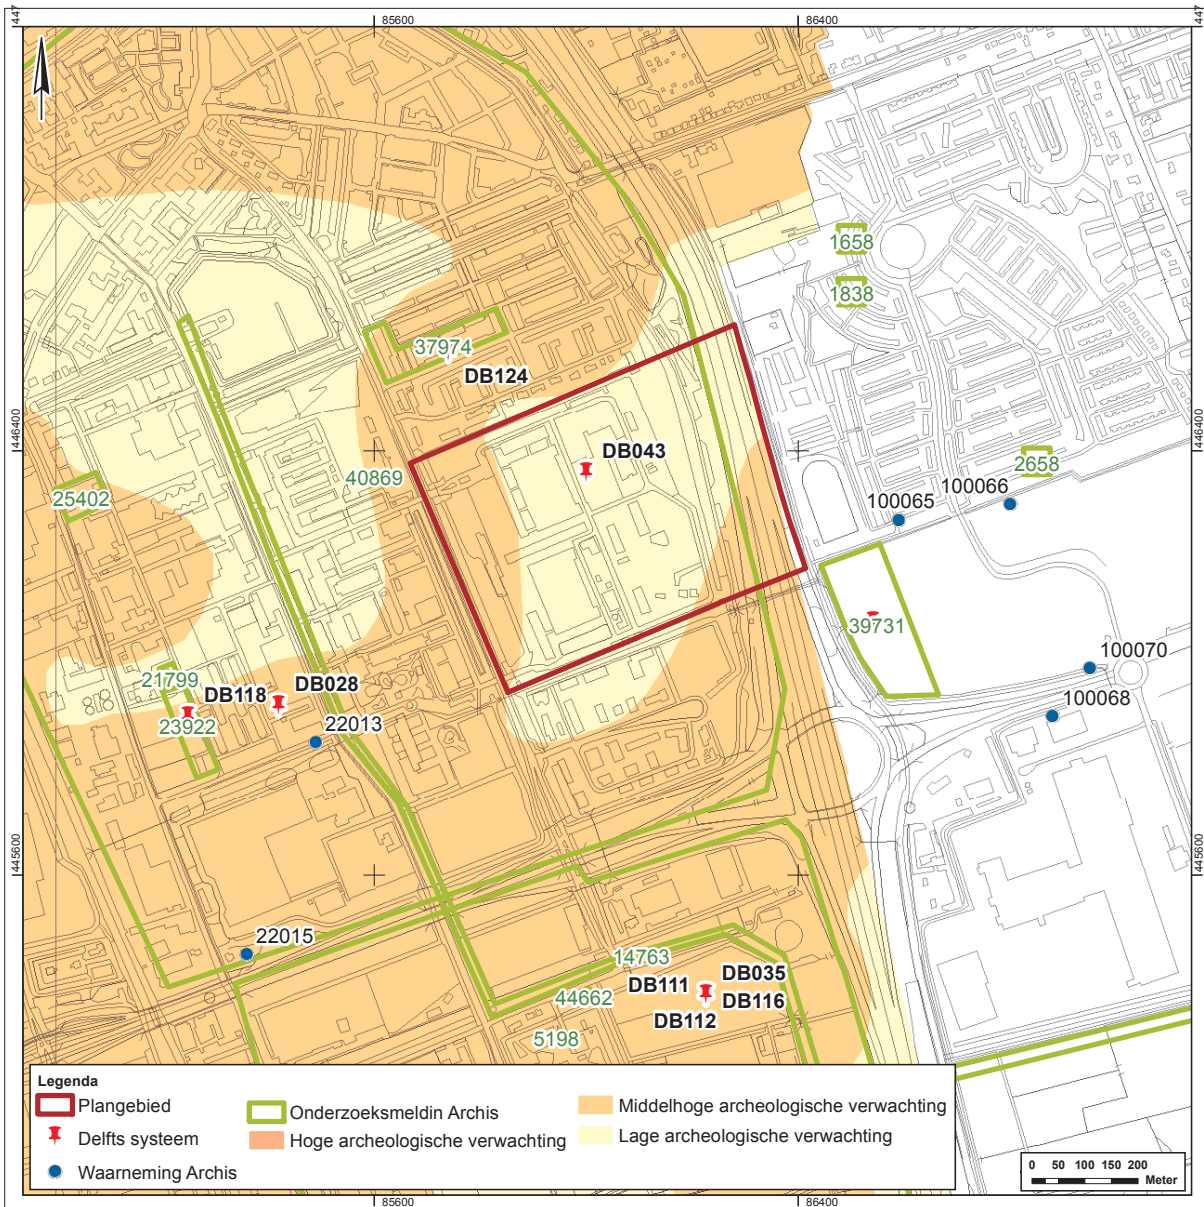 447
85600
86400
447
1658
1838
37974
DB124
446400
446400
DB043
40869
25402
2658
100066
100065
39731
100070
21799
DB118
DB028
23922
22013
100068
445600
445600
22015
14763
DB111
DB035
44662
DB116
DB112
5198
Legenda
Plangebied
Onderzoeksmeldin Archis
Middelhoge archeologische verwachting
Delfts systeem
Hoge archeologische verwachting
Lage archeologische verwachting
Waarneming Archis
0 50 100 150 200
Meter
85600
86400